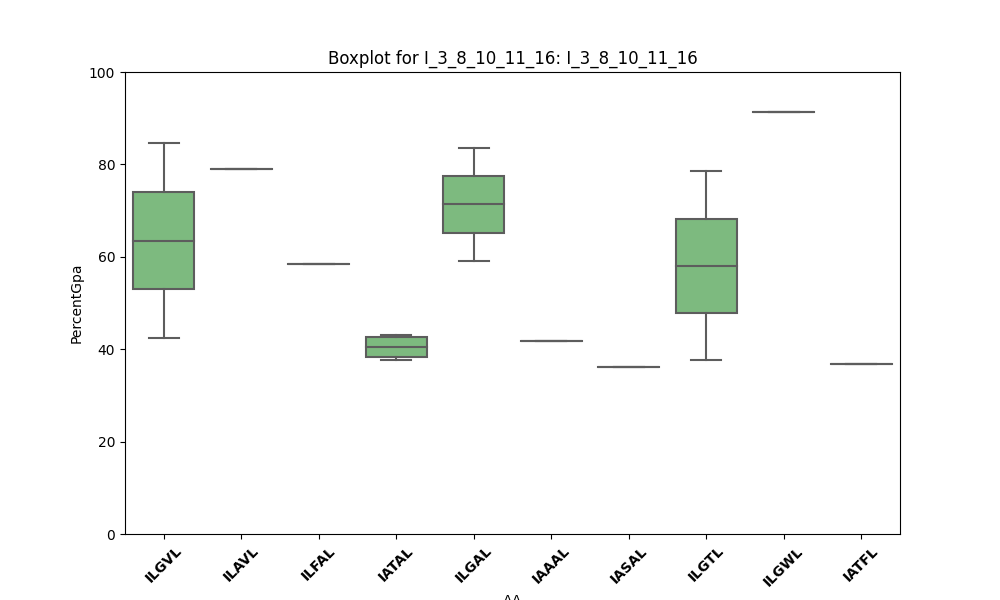 Boxplot for I_3_8_10_11_16: I_3_8_10_11_16
100
80
60
40
20
0
PercentGpa
ILGVL
ILAVL
ILFAL
IATAL
ILGAL
IAAAL
IASAL
ILGTL
ILGWL
IATFL
AA